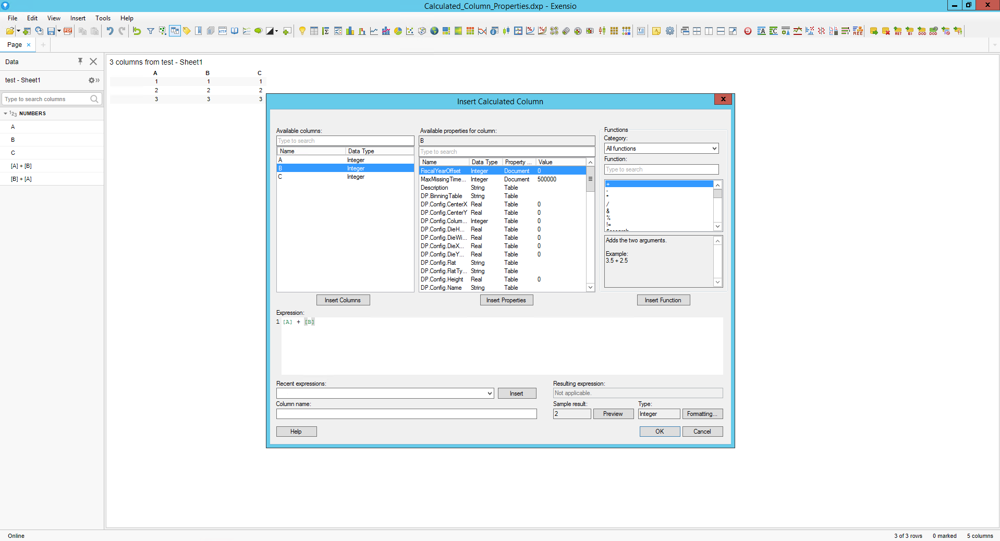 Calculated_Column_Properties.dxp - Exensio
File Edit View Insert Tools Help
Page
Data
test - Sheet1
Type to search columns
123 NUMBERS
A
B
C
[A] + [B]
[B] + [A]
3 columns from test - Sheet1
A B C
1 1 1
2 2 2
3 3 3
Insert Calculated Column
Available columns:
Type to search
Name Data Type
A Integer
B Integer
C Integer
Available properties for column:
B
Type to search
Name Data Type Property ... Value
FiscalYearOffset Integer Document 0
MaxMissingTime... Integer Document 500000
Description String Table
DP.BinningTable String Table
DP.Config.CenterX Real Table 0
DP.Config.CenterY Real Table 0
DP.Config.Colum... Integer Table 0
DP.Config.DieH... Real Table 0
DP.Config.DieWi... Real Table 0
DP.Config.DieX... Real Table 0
DP.Config.DieY... Real Table 0
DP.Config.Flat String Table
DP.Config.FlatTy... String Table
DP.Config.Height Real Table 0
DP.Config.Name String Table
Functions
Category:
All functions
Function:
Type to search
+
-
*
/
&
%
!=
Adds the two arguments.
Example:
3.5 + 2.5
Insert Columns
Insert Properties
Insert Function
Expression:
1 [A] + [B]
Recent expressions:
Insert
Column name:
Resulting expression:
Not applicable.
Sample result: Type:
2 Preview Integer Formatting...
Help OK Cancel
Online 3 of 3 rows 0 marked 5 columns